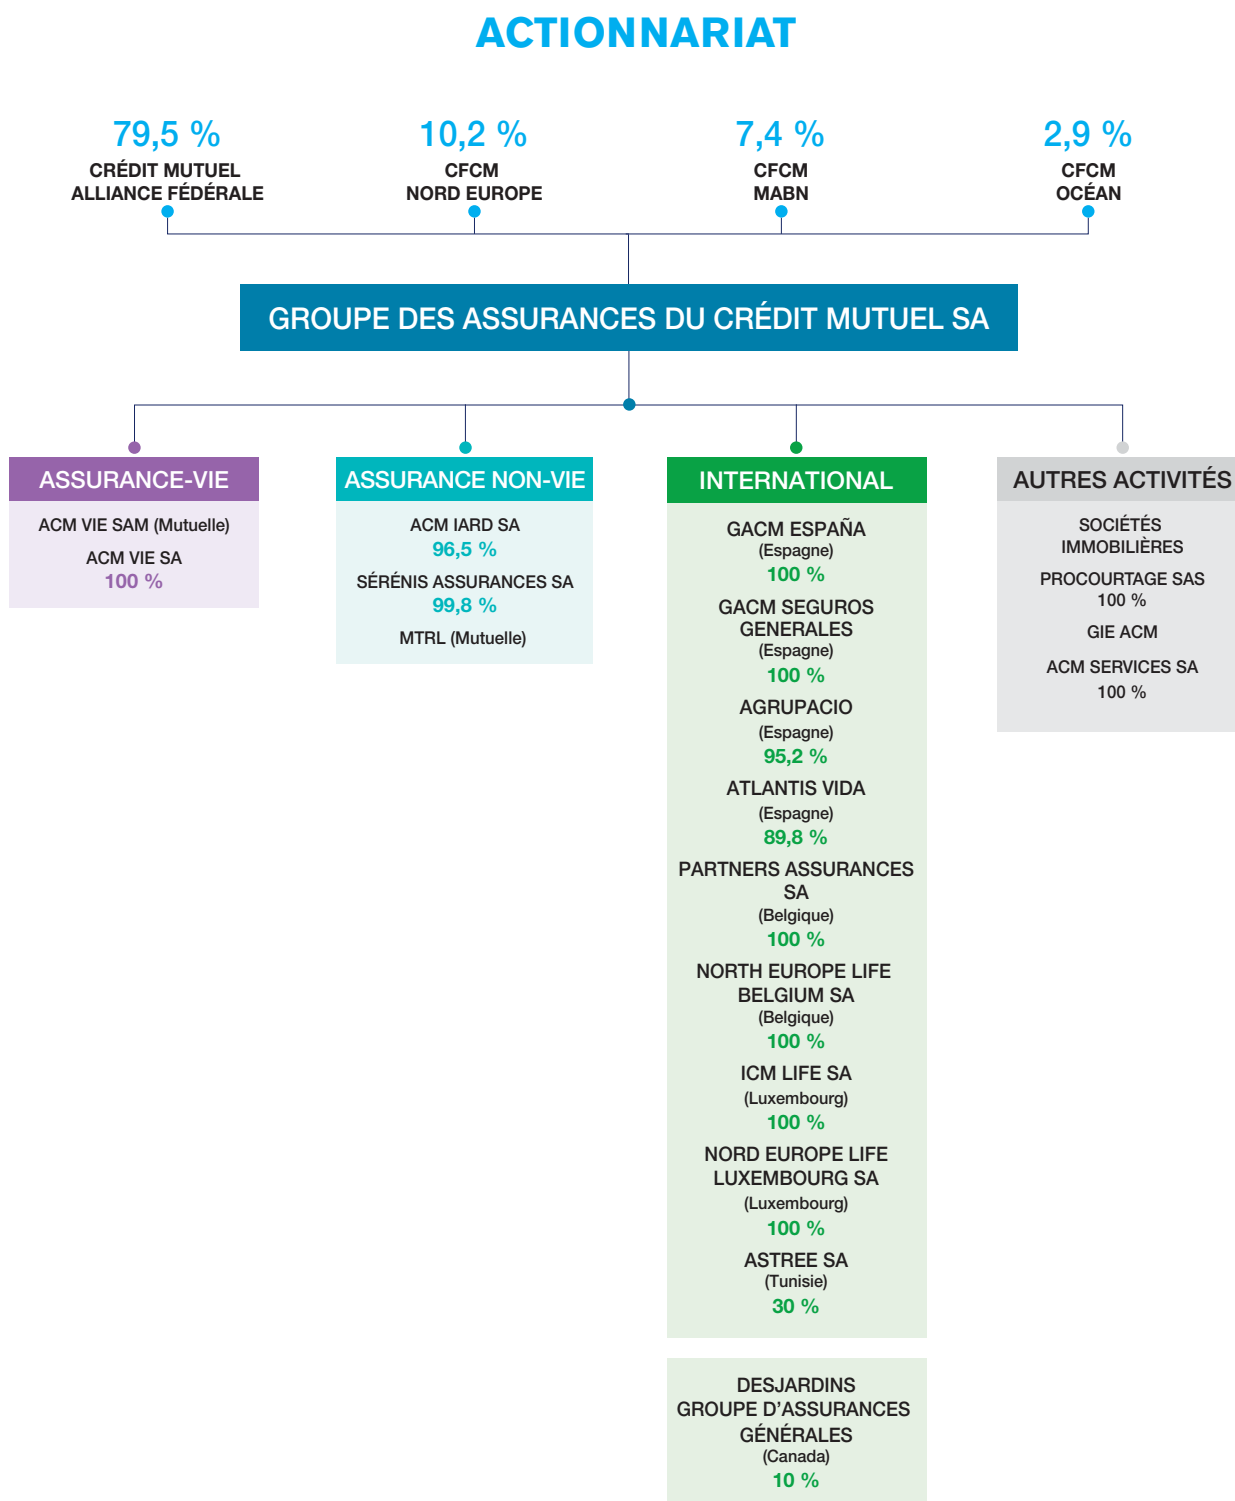 ACTIONNARIAT
79,5 %
CRÉDIT MUTUEL
ALLIANCE FÉDÉRALE
10,2 %
CFCM
NORD EUROPE
7,4 %
CFCM
MABN
2,9 %
CFCM
OCÉAN
GROUPE DES ASSURANCES DU CRÉDIT MUTUEL SA
ASSURANCE-VIE
ACM VIE SAM (Mutuelle)
ACM VIE SA
100 %
ASSURANCE NON-VIE
ACM IARD SA
96,5 %
SÉRÉNIS ASSURANCES SA
99,8 %
MTRL (Mutuelle)
INTERNATIONAL
GACM ESPAÑA
(Espagne)
100 %
GACM SEGUROS
GENERALES
(Espagne)
100 %
AGRUPACIO
(Espagne)
95,2 %
ATLANTIS VIDA
(Espagne)
89,8 %
PARTNERS ASSURANCES
SA
(Belgique)
100 %
NORTH EUROPE LIFE
BELGIUM SA
(Belgique)
100 %
ICM LIFE SA
(Luxembourg)
100 %
NORD EUROPE LIFE
LUXEMBOURG SA
(Luxembourg)
100 %
ASTREE SA
(Tunisie)
30 %
DESJARDINS
GROUPE D'ASSURANCES
GÉNÉRALES
(Canada)
10 %
AUTRES ACTIVITÉS
SOCIÉTÉS
IMMOBILIÈRES
PROCOURTAGE SAS
100 %
GIE ACM
ACM SERVICES SA
100 %